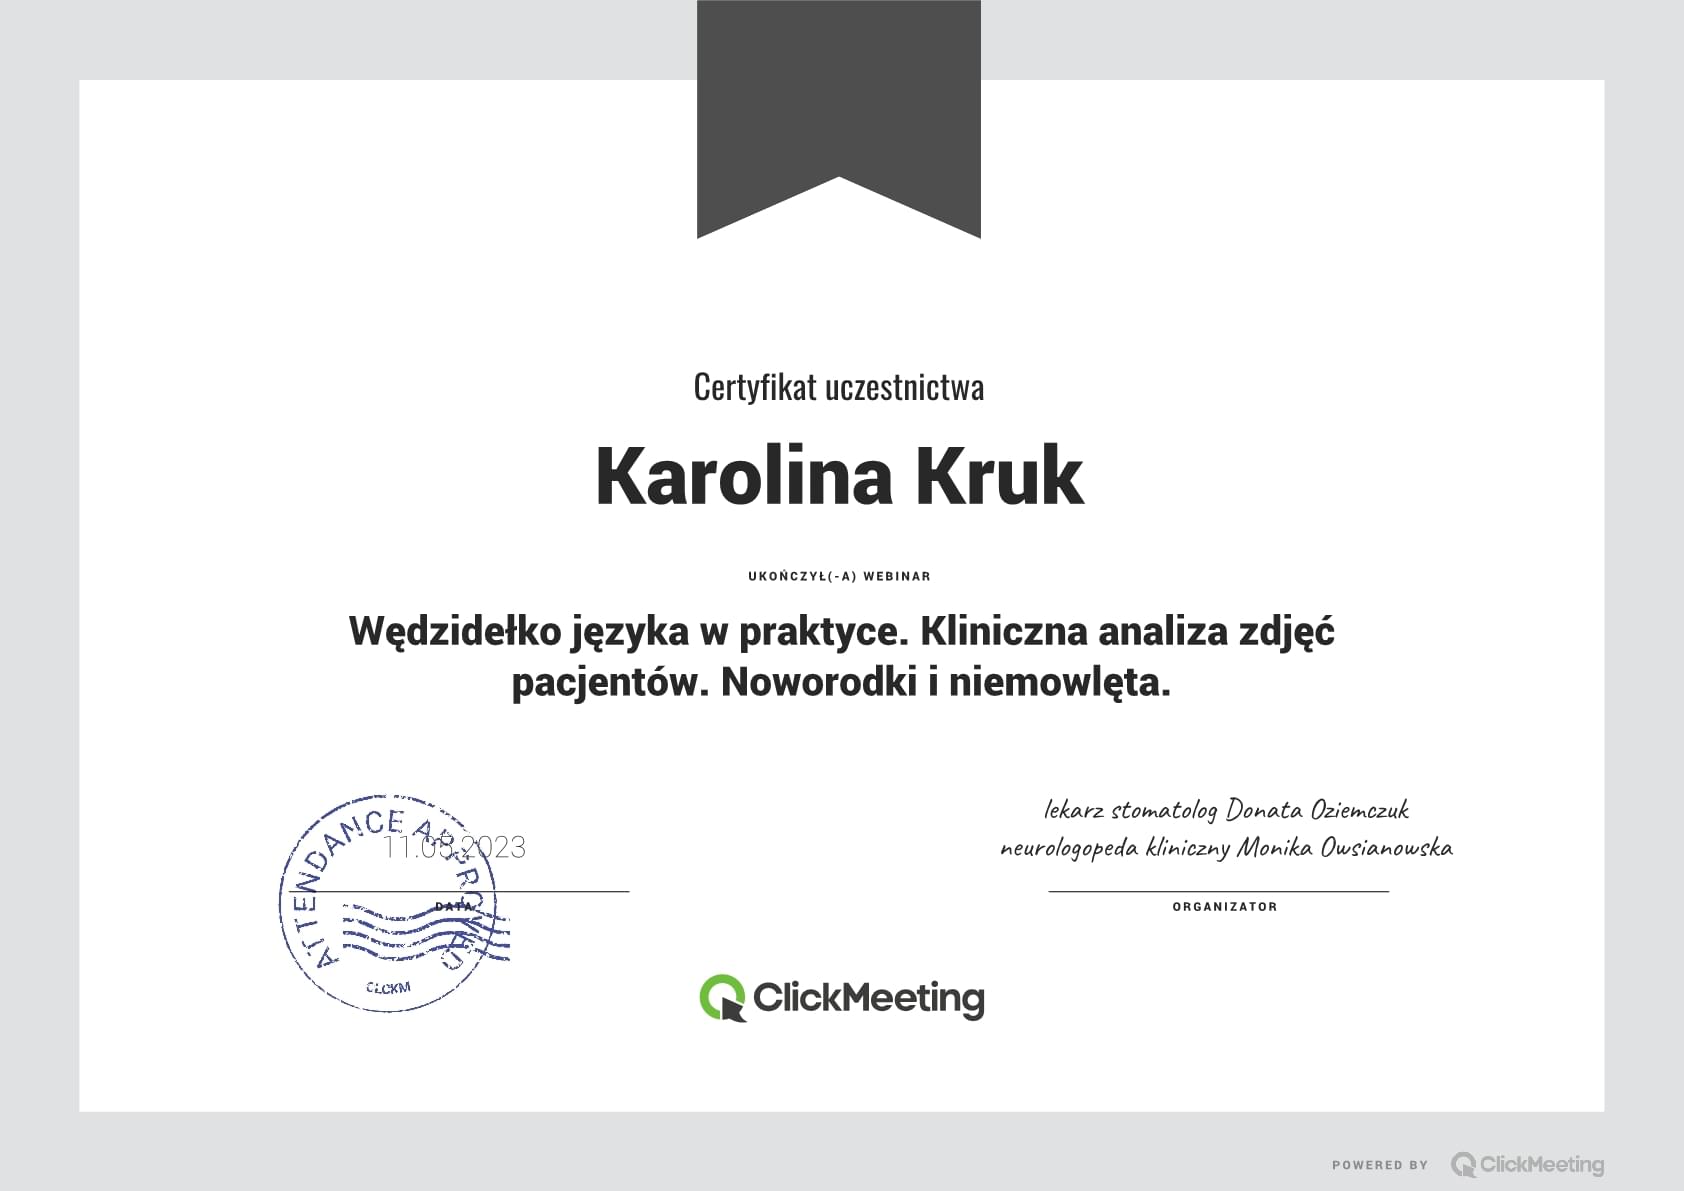 Certyfikat uczestnictwa
Karolina Kruk
UKOŃCZYŁ(-A) WEBINAR
Wędzidełko języka w praktyce. Kliniczna analiza zdjęć
pacjentów. Noworodki i niemowlęta.
ATTENDANCE APPROVED
11.05.2023
DATA
CLCKM
lekarz stomatolog Donata Oziemczuk
neurologopeda kliniczny Monika Owsianowska
ORGANIZATOR
ClickMeeting
POWERED BY ClickMeeting